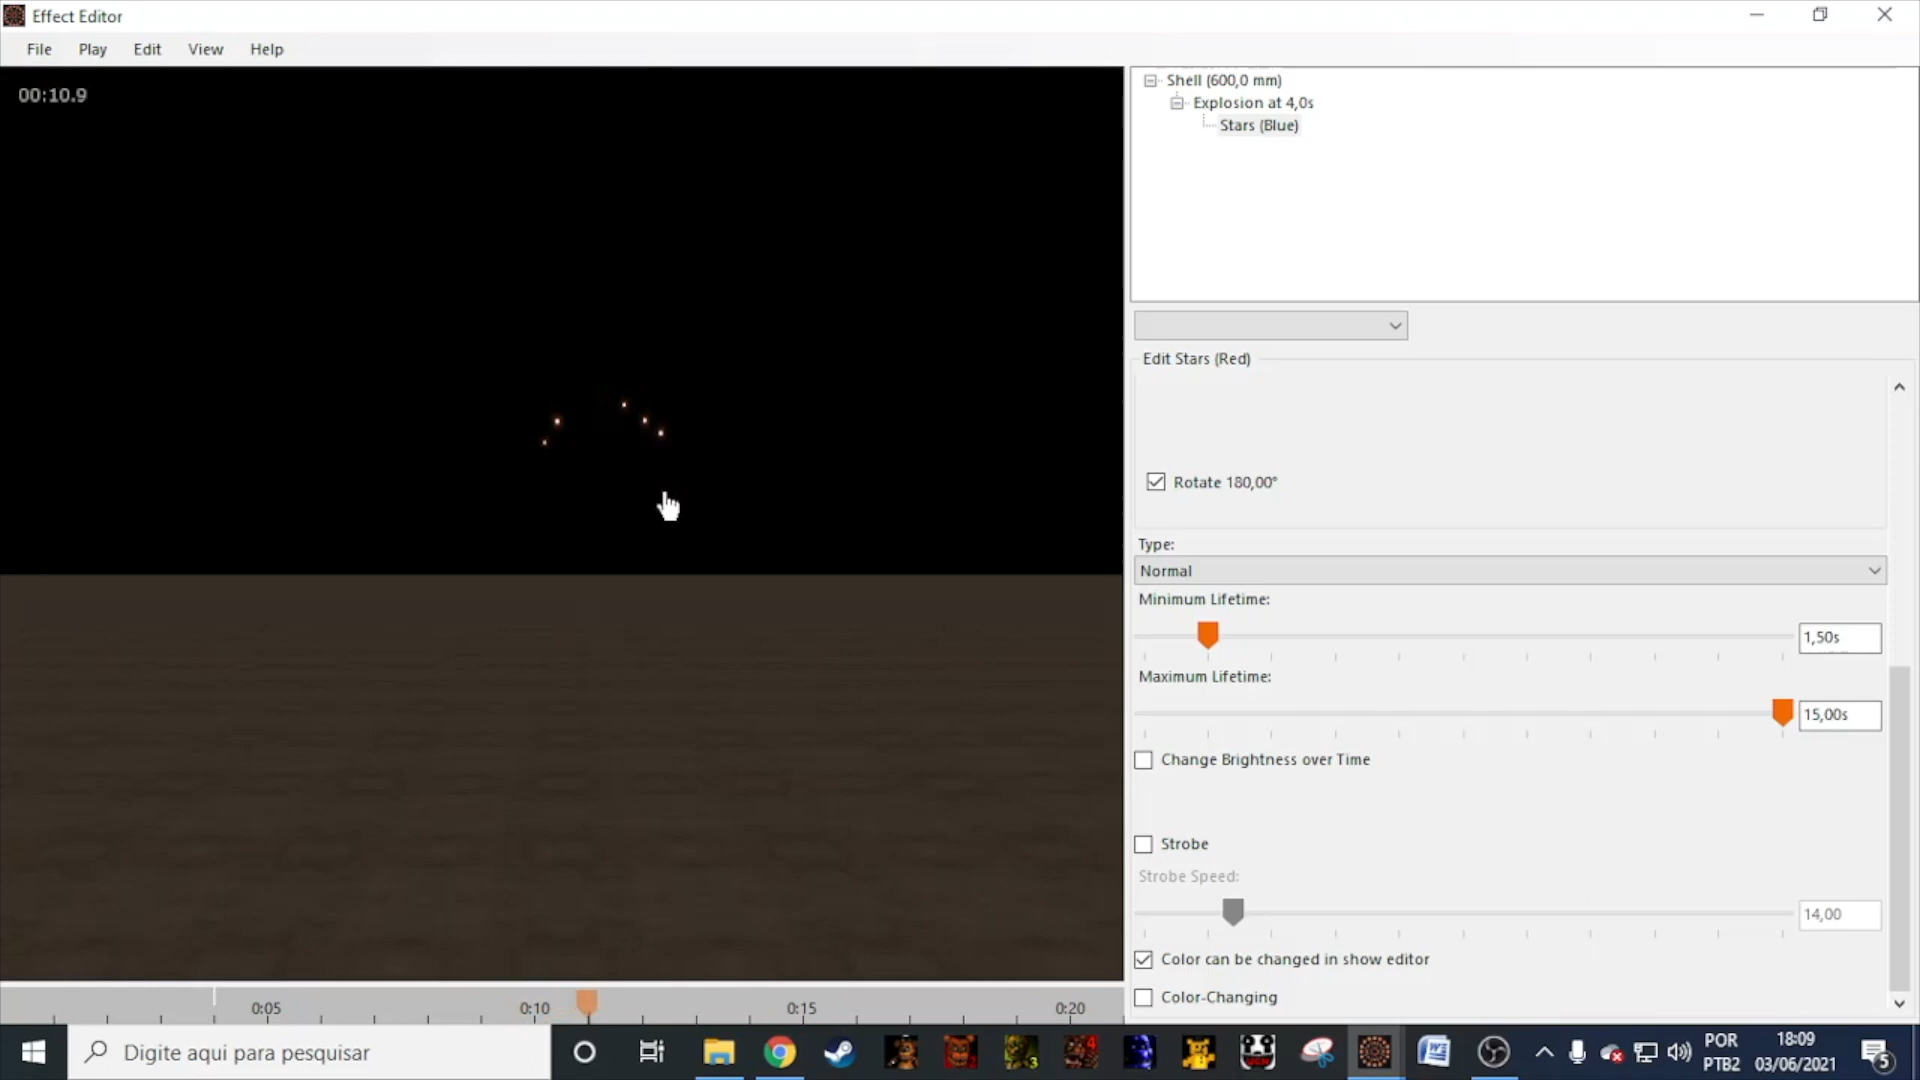 Effect Editor
File Play Edit View Help
00:10.9
Shell (600,0 mm)
Explosion at 4,0s
Stars (Blue)
Edit Stars (Red)
Rotate 180,00°
Type:
Normal
Minimum Lifetime:
1,50s
Maximum Lifetime:
15,00s
Change Brightness over Time
Strobe
Strobe Speed:
14,00
Color can be changed in show editor
Color-Changing
0:05 0:10 0:15 0:20
Digite aqui para pesquisar
3
4
UCN
W
POR
PTB2
18:09
03/06/2021
5